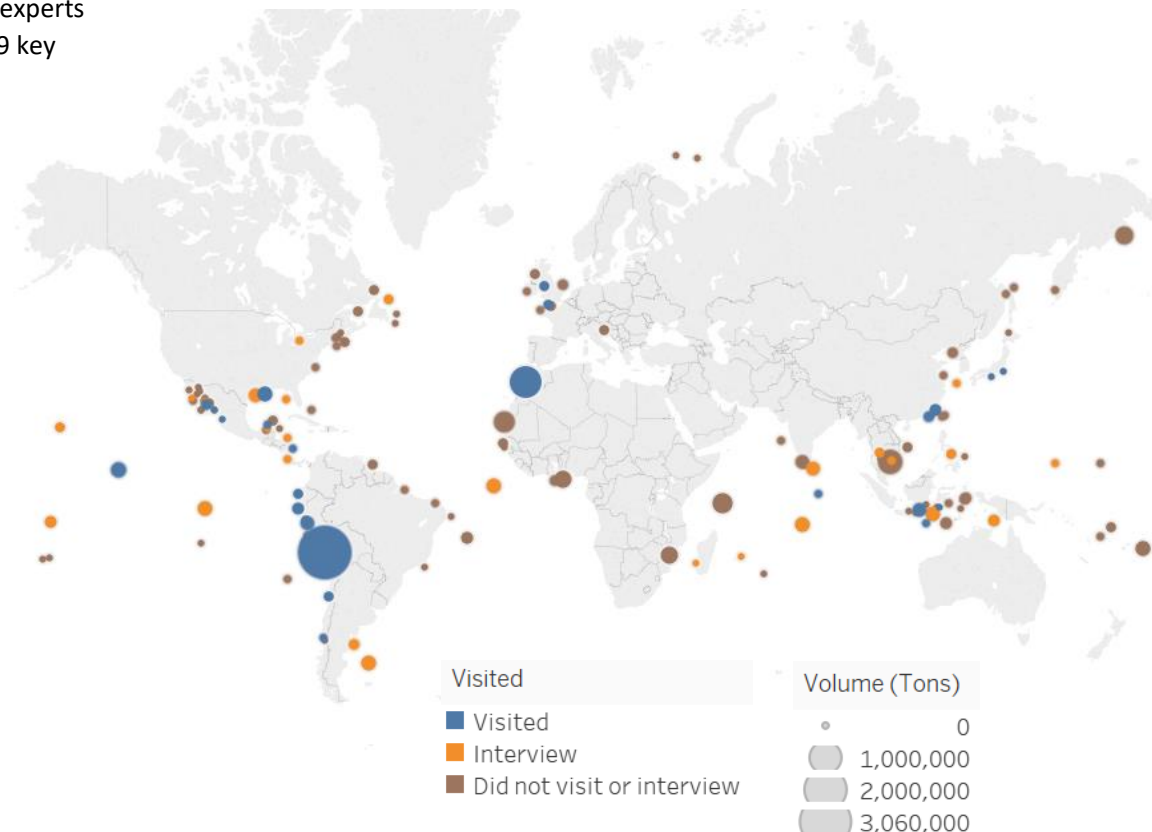 experts
9 key
Visited
Visited
Interview
Did not visit or interview
Volume (Tons)
0
1,000,000
2,000,000
3,060,000